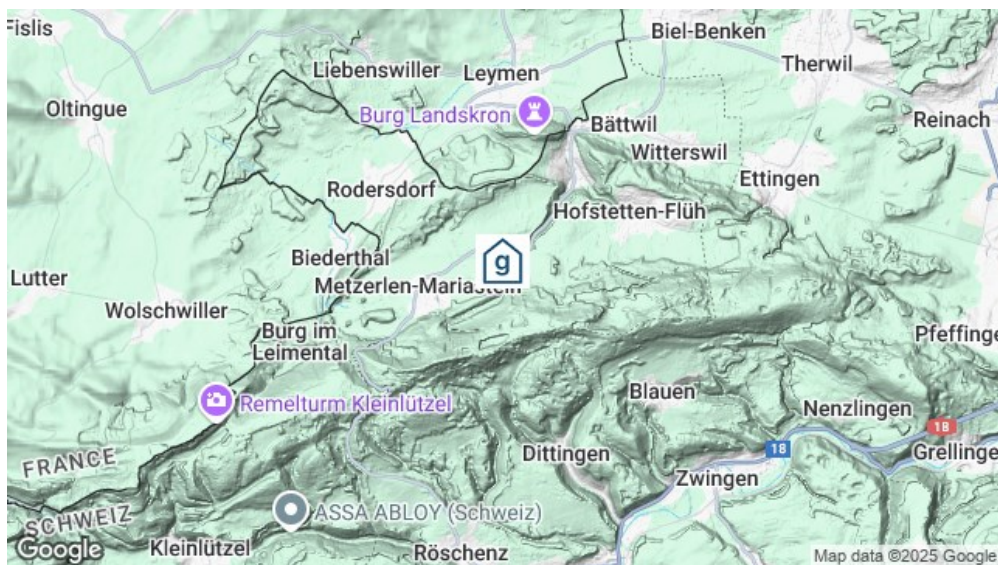 Fislis
Biel-Benken
Therwil
Liebenswiller
Leymen
Oltingue
Burg Landskron
Bättwil
Reinach
Witterswil
Rodersdorf
Ettingen
Hofstetten-Flüh
g
Biederthal
Lutter
Metzerlen-Mariastein
Wolschwiller
Burg im
Leimental
Pfeffinge
Blauen
Remelturm Kleinlützel
Nenzlingen
18
FRANCE
Dittingen
18
Grellinge
Zwingen
SCHWEIZ
ASSA ABLOY (Schweiz)
Google
Kleinlützel
Röschenz
Map data ©2025 Google